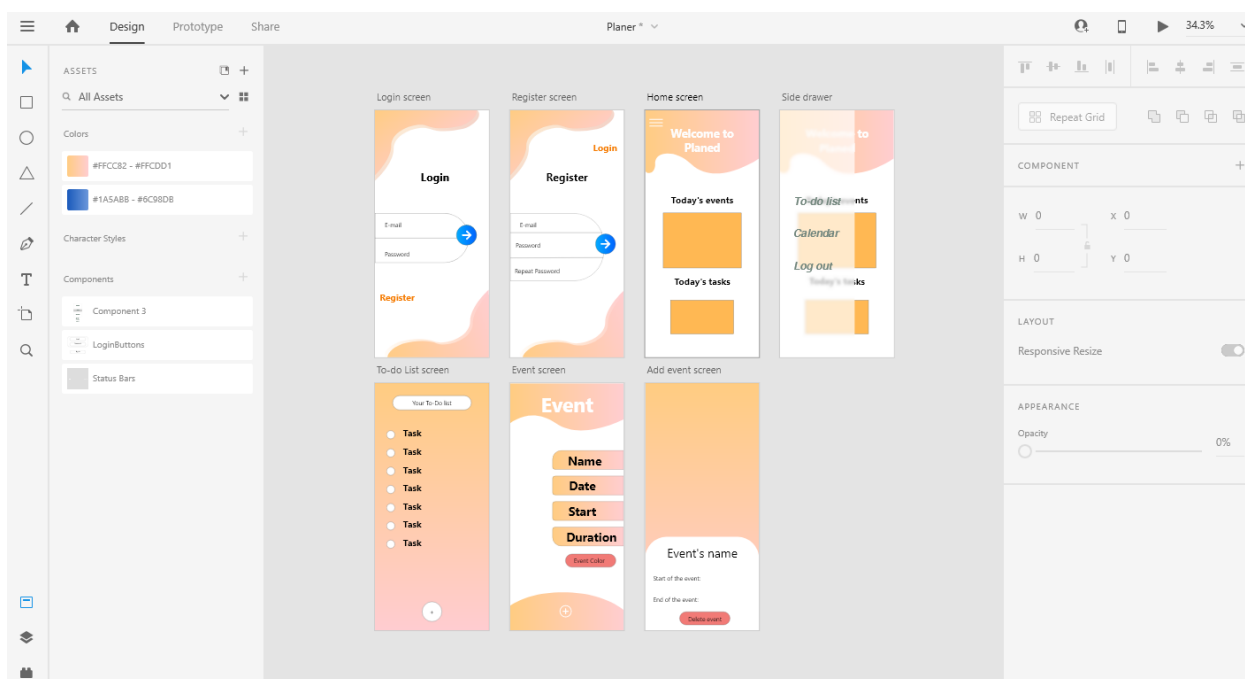 Design
Prototype
Share
Planer *
34.3%
ASSETS
All Assets
Colors
#FFCC82 - #FFCDD1
#1A5ABB - #6C98DB
Character Styles
Components
Component 3
LoginButtons
Status Bars
Login screen
Login
E-mail
Password
Register
Register screen
Login
Register
E-mail
Password
Repeat Password
Home screen
Welcome to
Planed
Today's events
Today's tasks
Side drawer
to
To-do list
Calendar
Log out
Today's tasks
To-do List screen
Your To-Do list
Task
Task
Task
Task
Task
Task
Task
Event screen
Event
Name
Date
Start
Duration
Event Color
Add event screen
Event's name
Start of the event:
End of the event:
Delete event
Repeat Grid
COMPONENT
W 0
X 0
H 0
Y 0
LAYOUT
Responsive Resize
APPEARANCE
Opacity
0%